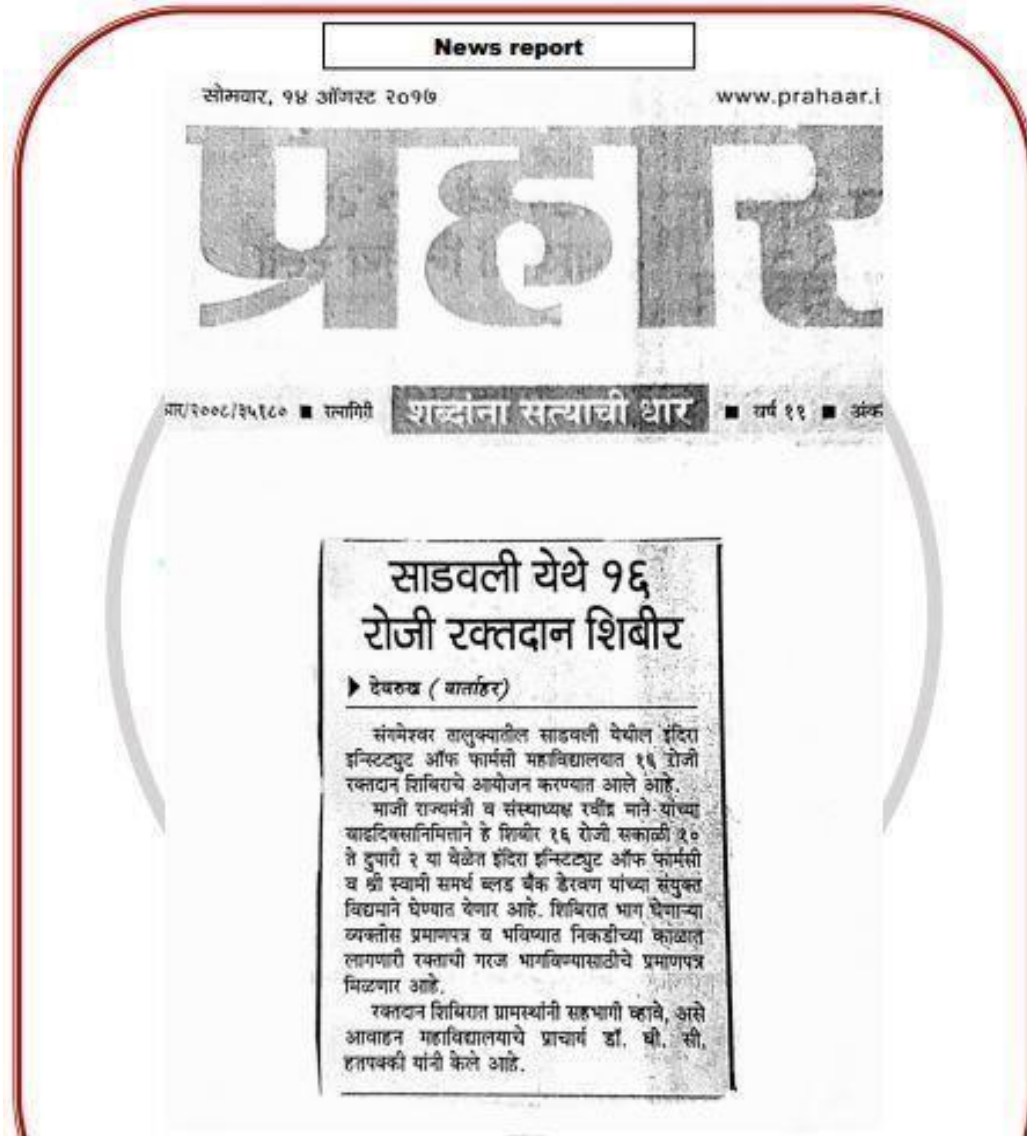 News report
सोमवार, १४ ऑगस्ट २०१७ www.prahaar.i
प्रहार
आर/२००८/३५१८० ■ रत्नागिरी शब्दांना सत्याची धार ■ वर्ष ११ ■ अंक
साडवली येथे १६
रोजी रक्तदान शिबीर
▶ देवरुख ( वार्ताहर)
संगमेश्वर तालुक्यातील साडवली येथील इंदिरा
इन्स्टिट्युट ऑफ फार्मसी महाविद्यालयात १६ रोजी
रक्तदान शिबिराचे आयोजन करण्यात आले आहे.
माजी राज्यमंत्री व संस्थाध्यक्ष रवींद्र माने यांच्या
वाढदिवसानिमित्ताने हे शिबीर १६ रोजी सकाळी १०
ते दुपारी २ या वेळेत इंदिरा इन्स्टिट्युट ऑफ फार्मसी
व श्री स्वामी समर्थ ब्लड बँक डेरवण यांच्या संयुक्त
विद्यमाने घेण्यात येणार आहे. शिबिरात भाग घेणाऱ्या
व्यक्तीस प्रमाणपत्र व भविष्यात निकडीच्या काळात
लागणारी रक्ताची गरज भागविण्यासाठीचे प्रमाणपत्र
मिळणार आहे.
रक्तदान शिबिरात ग्रामस्थांनी सहभागी व्हावे, असे
आवाहन महाविद्यालयाचे प्राचार्य डॉ. सी,
हतपक्की यांनी केले आहे.